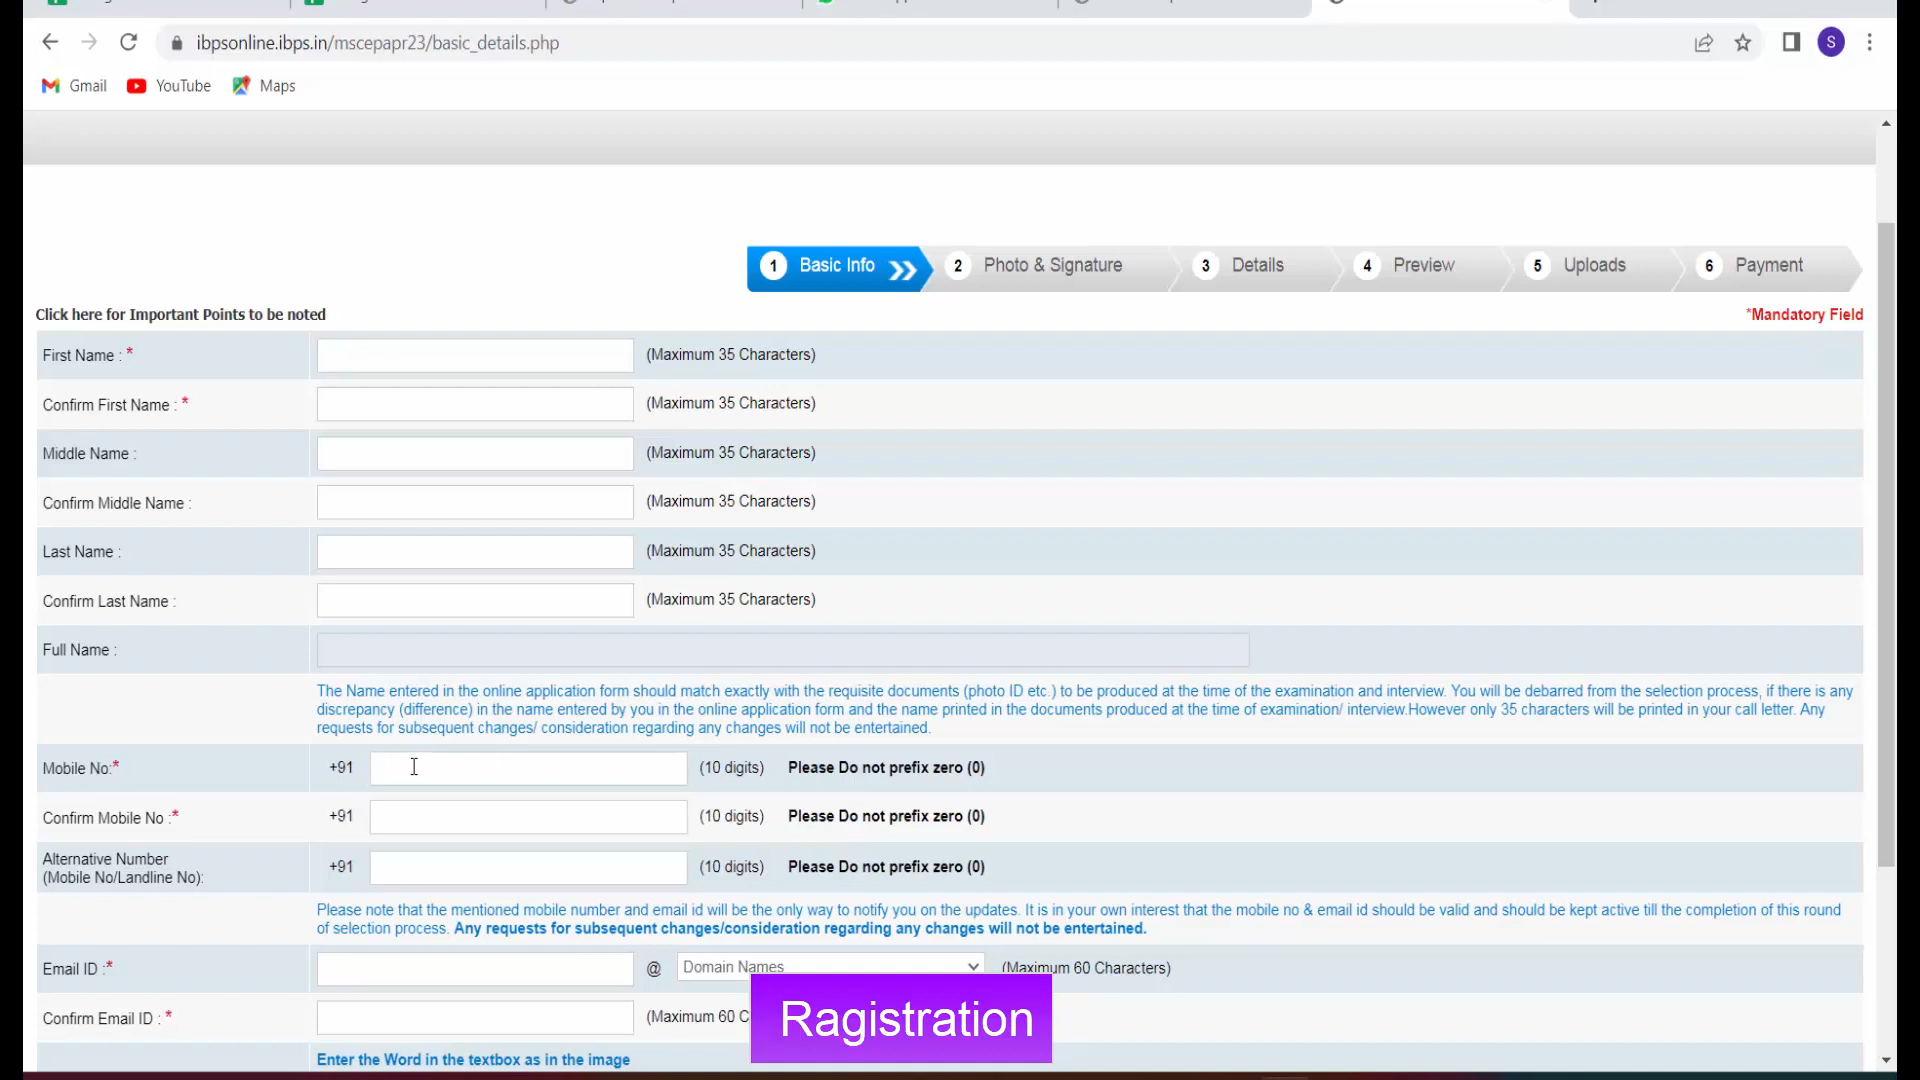 ibpsonline.ibps.in/mscepapr23/basic_details.php
S
Gmail YouTube Maps
1 Basic Info 2 Photo & Signature 3 Details 4 Preview 5 Uploads 6 Payment
Click here for Important Points to be noted *Mandatory Field
First Name : * (Maximum 35 Characters)
Confirm First Name : * (Maximum 35 Characters)
Middle Name : (Maximum 35 Characters)
Confirm Middle Name : (Maximum 35 Characters)
Last Name : (Maximum 35 Characters)
Confirm Last Name : (Maximum 35 Characters)
Full Name :
The Name entered in the online application form should match exactly with the requisite documents (photo ID etc.) to be produced at the time of the examination and interview. You will be debarred from the selection process, if there is any
discrepancy (difference) in the name entered by you in the online application form and the name printed in the documents produced at the time of examination/ interview.However only 35 characters will be printed in your call letter. Any
requests for subsequent changes/ consideration regarding any changes will not be entertained.
Mobile No:* +91 (10 digits) Please Do not prefix zero (0)
Confirm Mobile No :* +91 (10 digits) Please Do not prefix zero (0)
Alternative Number
(Mobile No/Landline No): +91 (10 digits) Please Do not prefix zero (0)
Please note that the mentioned mobile number and email id will be the only way to notify you on the updates. It is in your own interest that the mobile no & email id should be valid and should be kept active till the completion of this round
of selection process. Any requests for subsequent changes/consideration regarding any changes will not be entertained.
Email ID :* @ Domain Names (Maximum 60 Characters)
Confirm Email ID : * (Maximum 60 C
Ragistration
Enter the Word in the textbox as in the image